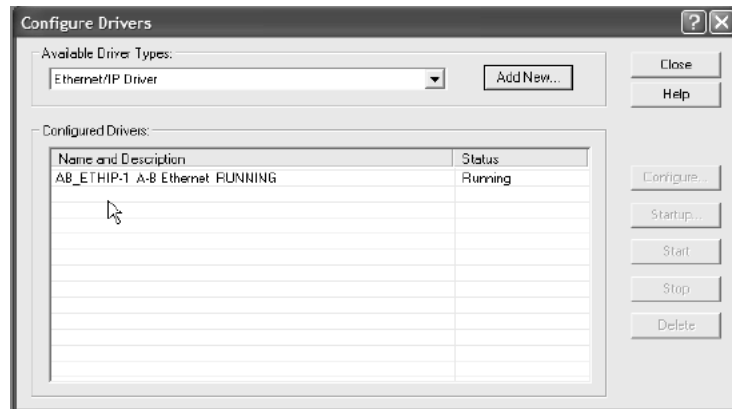 Configure Drivers
Available Driver Types:
Ethernet/IP Driver
Add New...
Close
Help
Configured Drivers:
Name and Description
Status
AB_ETHIP-1 A-B Ethernet RUNNING
Running
Configure...
Startup...
Start
Stop
Delete